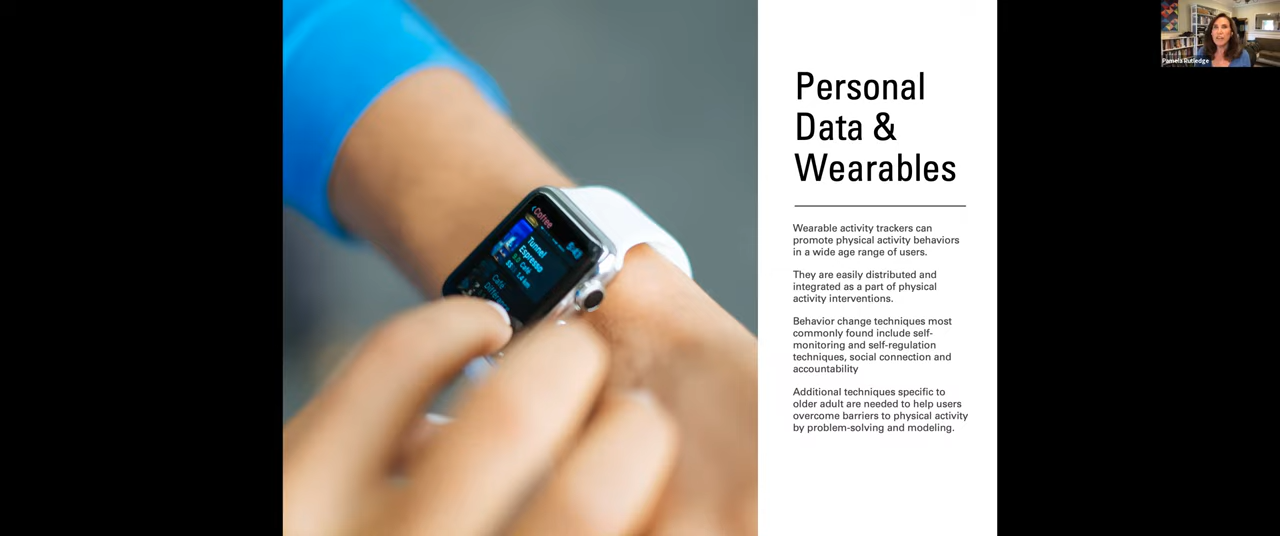 Personal
Data &
Wearables
Wearable activity trackers can
promote physical activity behaviors
in a wide age range of users.
They are easily distributed and
integrated as a part of physical
activity interventions.
Behavior change techniques most
commonly found include self-
monitoring and self-regulation
techniques, social connection and
accountability
Additional techniques specific to
older adult are needed to help users
overcome barriers to physical activity
by problem-solving and modeling.
Pamela Rutledge
Coffee
Tunnel
Espresso
Café